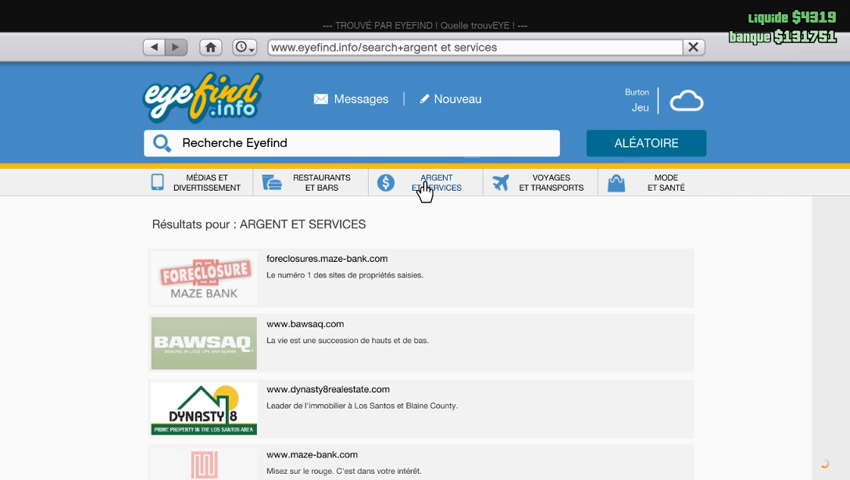 --- TROUVÉ PAR EYEFIND ! Quelle trouvEYE ! ---
liquide $4319
banque $131751
www.eyefind.info/search+argent et services
eyefind
.info
Messages
Nouveau
Burton
Jeu
Recherche Eyefind
ALÉATOIRE
MÉDIAS ET
DIVERTISSEMENT
RESTAURANTS
ET BARS
ARGENT
ET SERVICES
VOYAGES
ET TRANSPORTS
MODE
ET SANTÉ
Résultats pour : ARGENT ET SERVICES
FORECLOSURE
MAZE BANK
foreclosures.maze-bank.com
Le numéro 1 des sites de propriétés saisies.
BAWSAQ
www.bawsaq.com
La vie est une succession de hauts et de bas.
DYNASTY 8
PRIME PROPERTY IN THE LOS SANTOS AREA
www.dynasty8realestate.com
Leader de l'immobilier à Los Santos et Blaine County.
www.maze-bank.com
Misez sur le rouge. C'est dans votre intérêt.